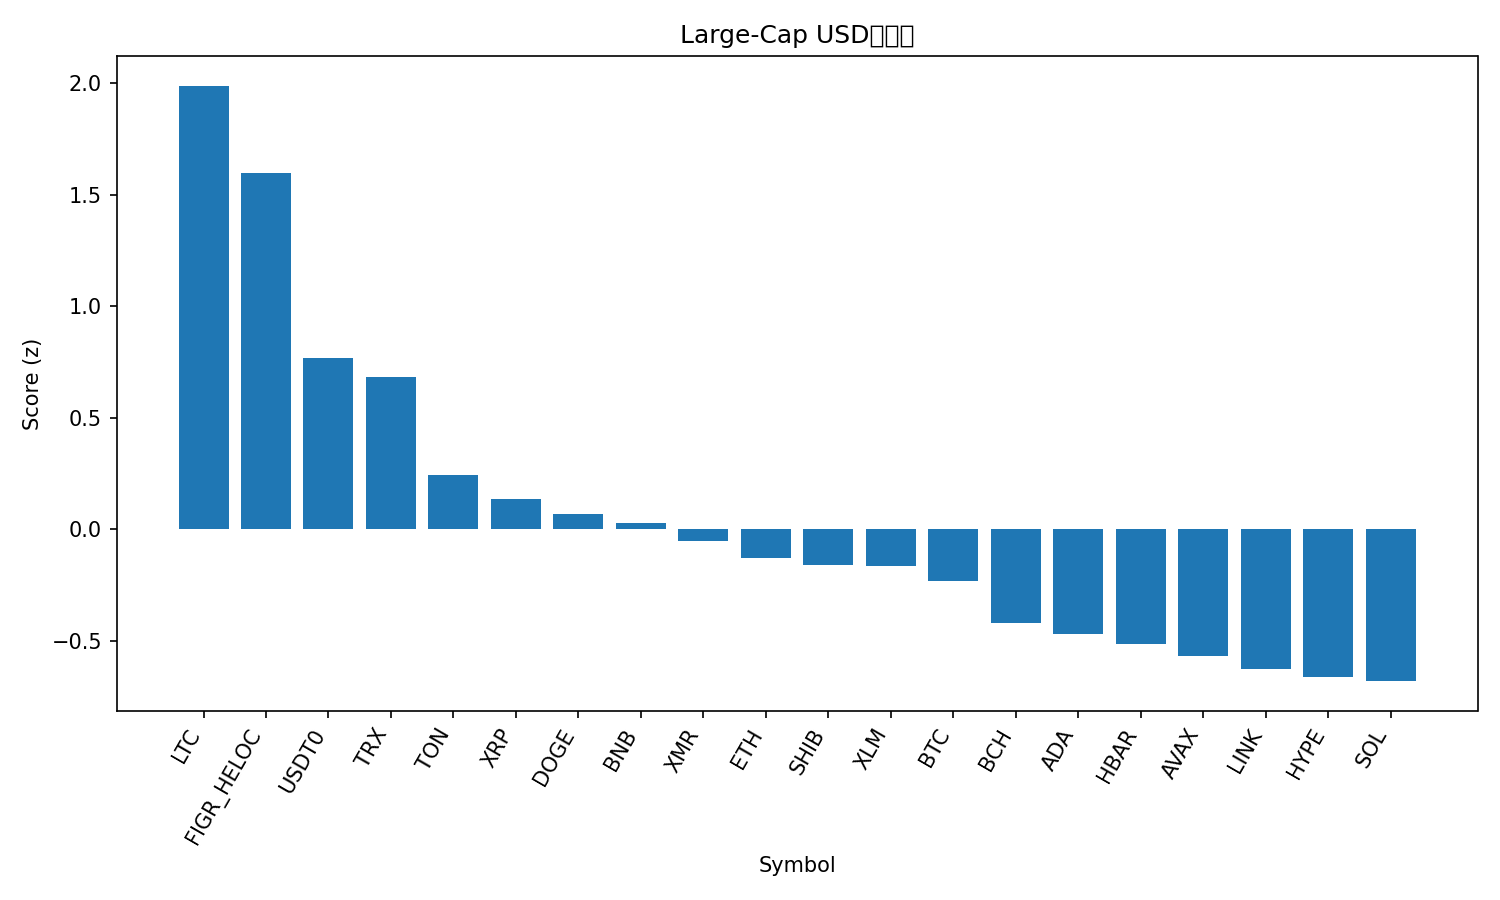 Large-Cap USD
Score (z)
2.0
1.5
1.0
0.5
0.0
−0.5
LTC
FIGR_HELOC
USDT0
TRX
TON
XRP
DOGE
BNB
XMR
ETH
SHIB
XLM
BTC
BCH
ADA
HBAR
AVAX
LINK
HYPE
SOL
Symbol